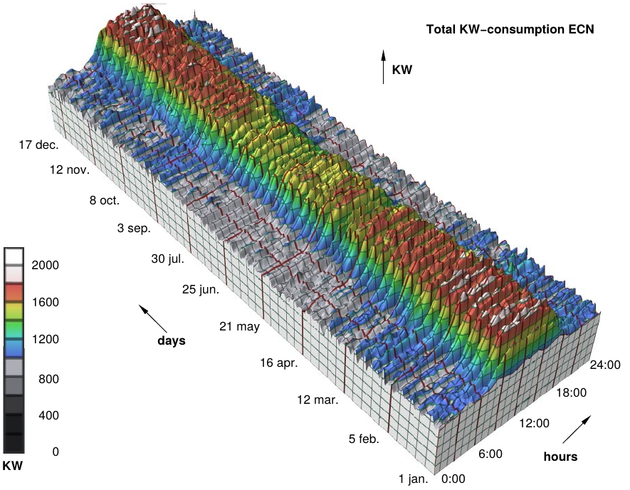 Total KW-consumption ECN
KW
17 dec.
12 nov.
8 oct.
3 sep.
30 jul.
25 jun.
21 may
16 apr.
12 mar.
5 feb.
1 jan.
days
0:00
6:00
12:00
18:00
24:00
hours
2000
1600
1200
800
400
0
KW